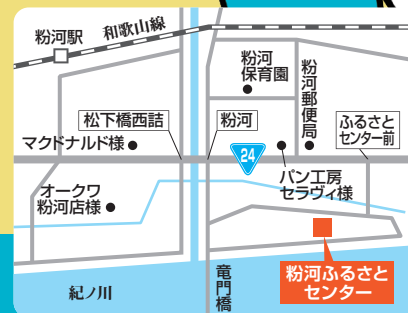 粉河駅
和歌山線
粉河
保育園
粉河郵便局
松下橋西詰
粉河
ふるさと
センター前
マクドナルド様
24
パン工房
セラヴィ様
オークワ
粉河店様
紀ノ川
竜門橋
粉河ふるさと
センター